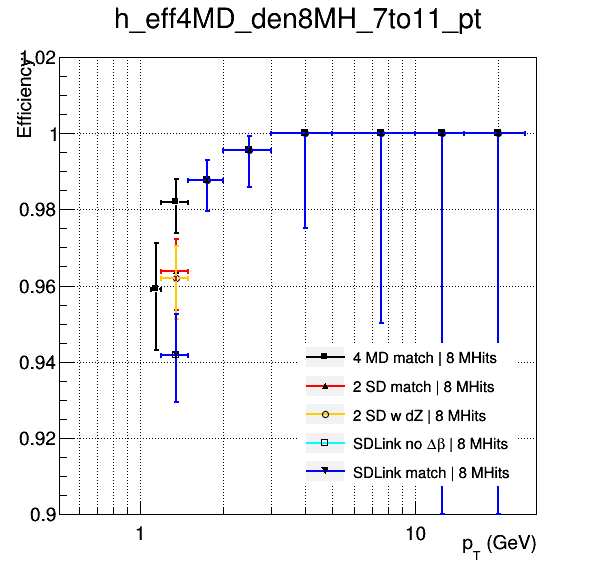 h_eff4MD_den8MH_7to11_pt
Efficiency
1.02
1
0.98
0.96
0.94
0.92
0.9
4 MD match | 8 MHits
2 SD match | 8 MHits
2 SD w dZ | 8 MHits
SDLink no Δβ | 8 MHits
SDLink match | 8 MHits
1
10
p_T (GeV)